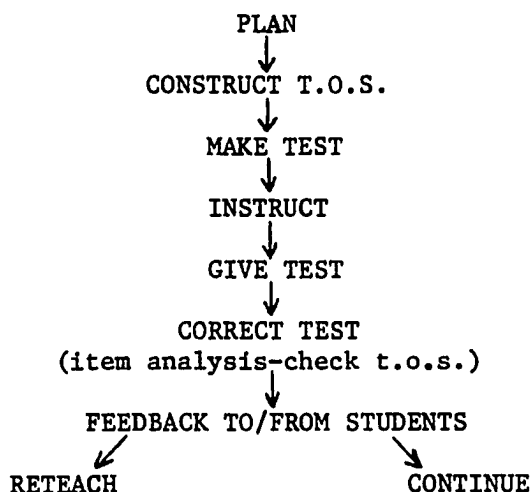 PLAN
CONSTRUCT T.O.S.
MAKE TEST
INSTRUCT
GIVE TEST
CORRECT TEST
(item analysis-check t.o.s.)
FEEDBACK TO/FROM STUDENTS
RETEACH CONTINUE